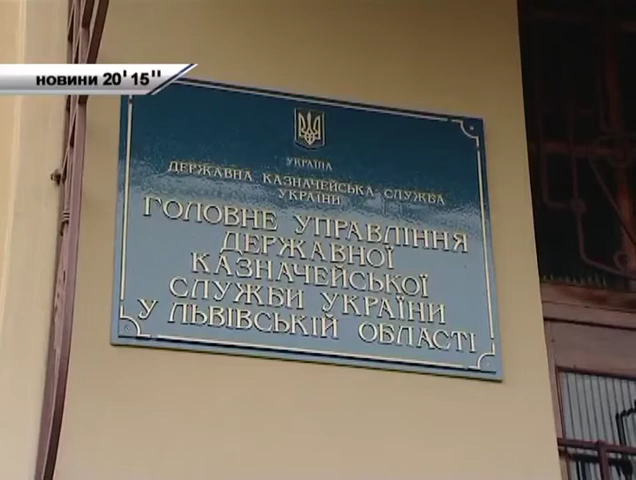 новини 20'15"
УКРАЇНА
ДЕРЖАВНА КАЗНАЧЕЙСЬКА СЛУЖБА
УКРАЇНИ
ГОЛОВНЕ УПРАВЛІННЯ
ДЕРЖАВНОЇ
КАЗНАЧЕЙСЬКОЇ
СЛУЖБИ УКРАЇНИ
У ЛЬВІВСЬКІЙ ОБЛАСТІ